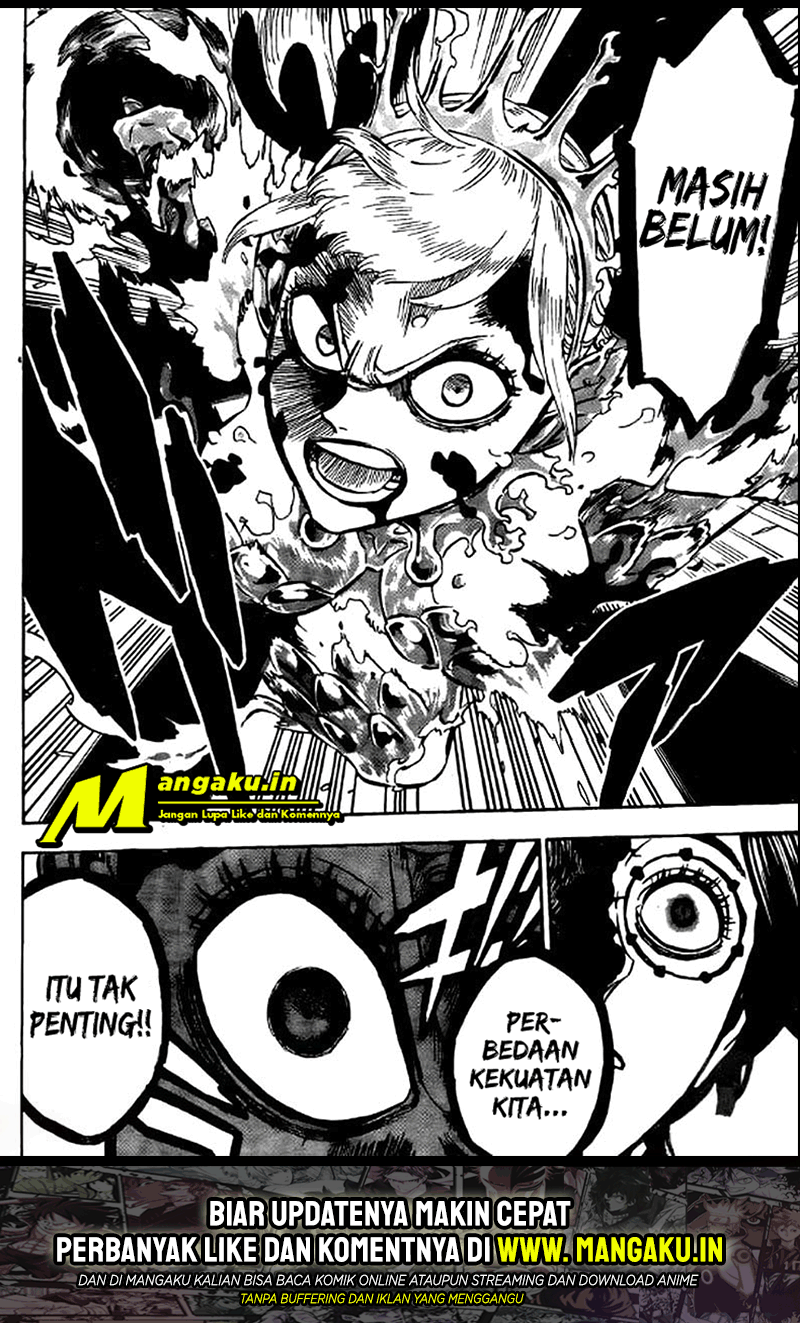 MASIH
BELUM!
Mangaku.in
Jangan Lupa Like dan Komennya
PER-
BEDAAN
KEKUATAN
KITA...
ITU TAK
PENTING!!
BIAR UPDATENYA MAKIN CEPAT
PERBANYAK LIKE DAN KOMENTNYA DI WWW. MANGAKU.IN
DAN DI MANGAKU KALIAN BISA BACA KOMIK ONLINE ATAUPUN STREAMING DAN DOWNLOAD ANIME
TANPA BUFFERING DAN IKLAN YANG MENGGANGU